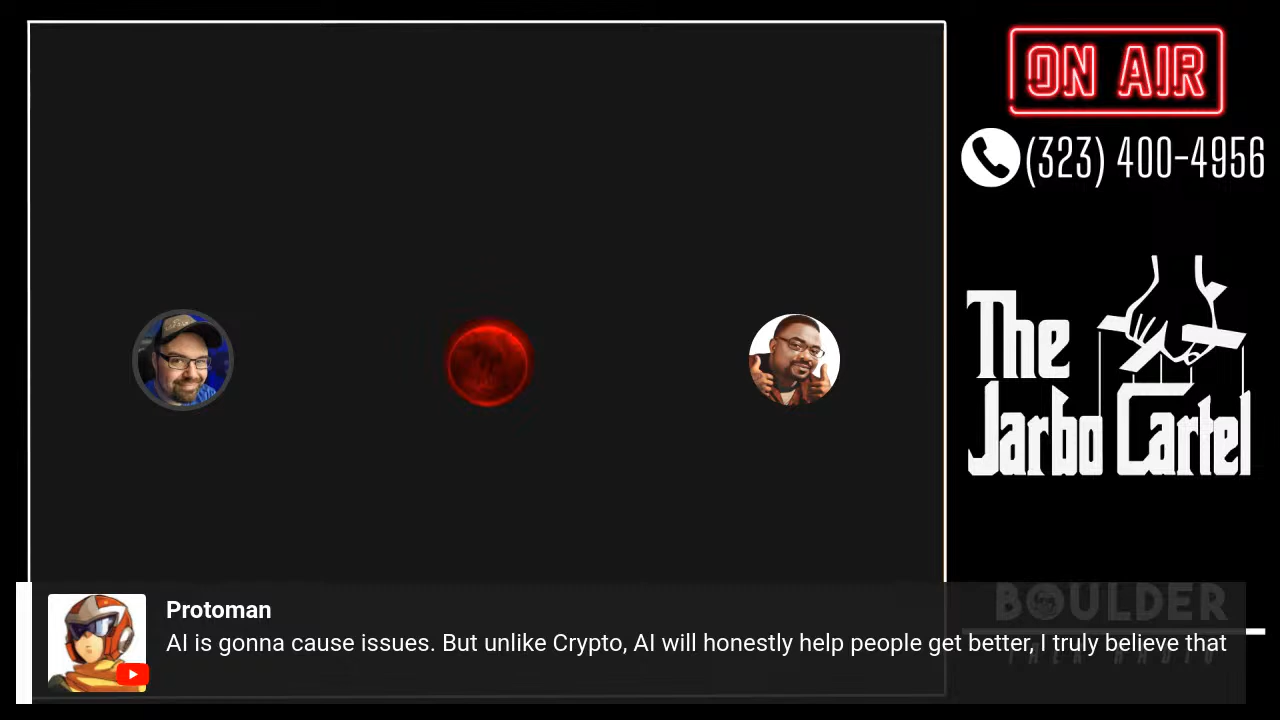 ON AIR
(323) 400-4956
The
Jarbo Cartel
BOULDER
Protoman
AI is gonna cause issues. But unlike Crypto, AI will honestly help people get better, I truly believe that